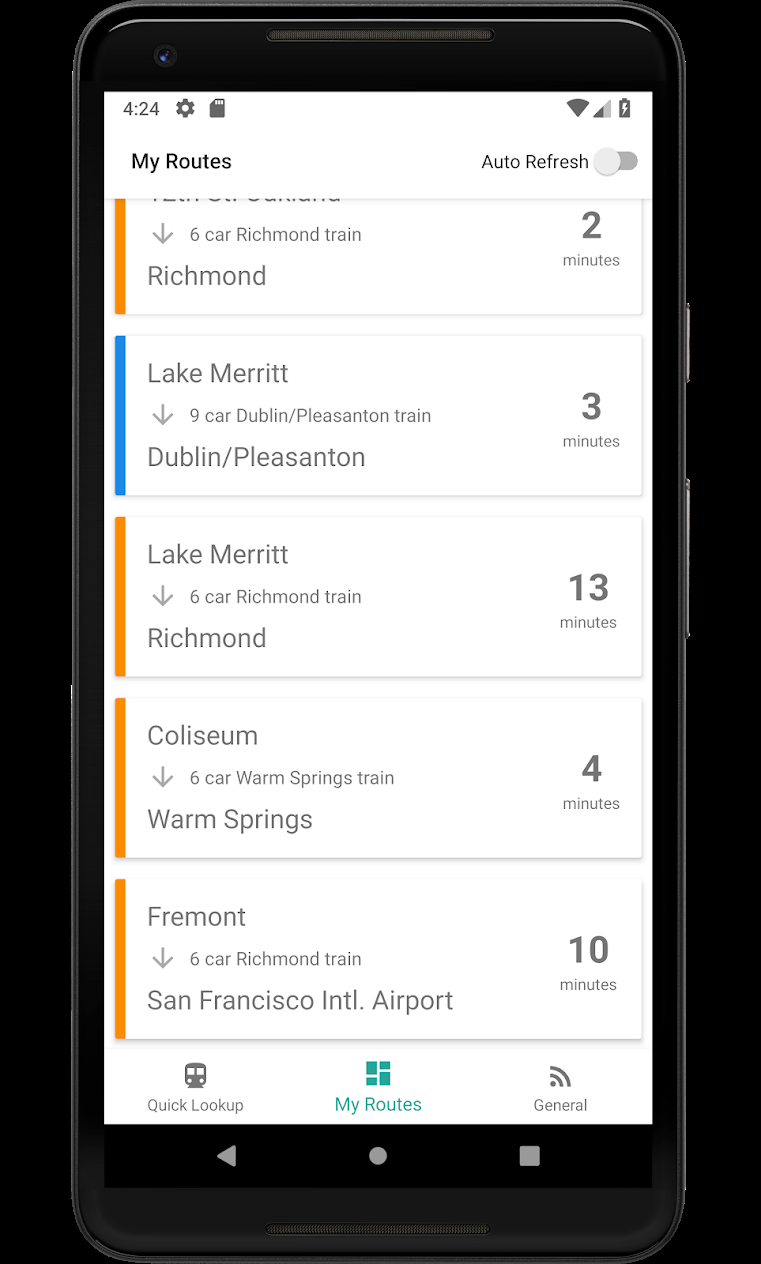 4:24
My Routes
Auto Refresh
12th St. Oakland
6 car Richmond train
Richmond
2
minutes
Lake Merritt
9 car Dublin/Pleasanton train
Dublin/Pleasanton
3
minutes
Lake Merritt
6 car Richmond train
Richmond
13
minutes
Coliseum
6 car Warm Springs train
Warm Springs
4
minutes
Fremont
6 car Richmond train
San Francisco Intl. Airport
10
minutes
Quick Lookup
My Routes
General